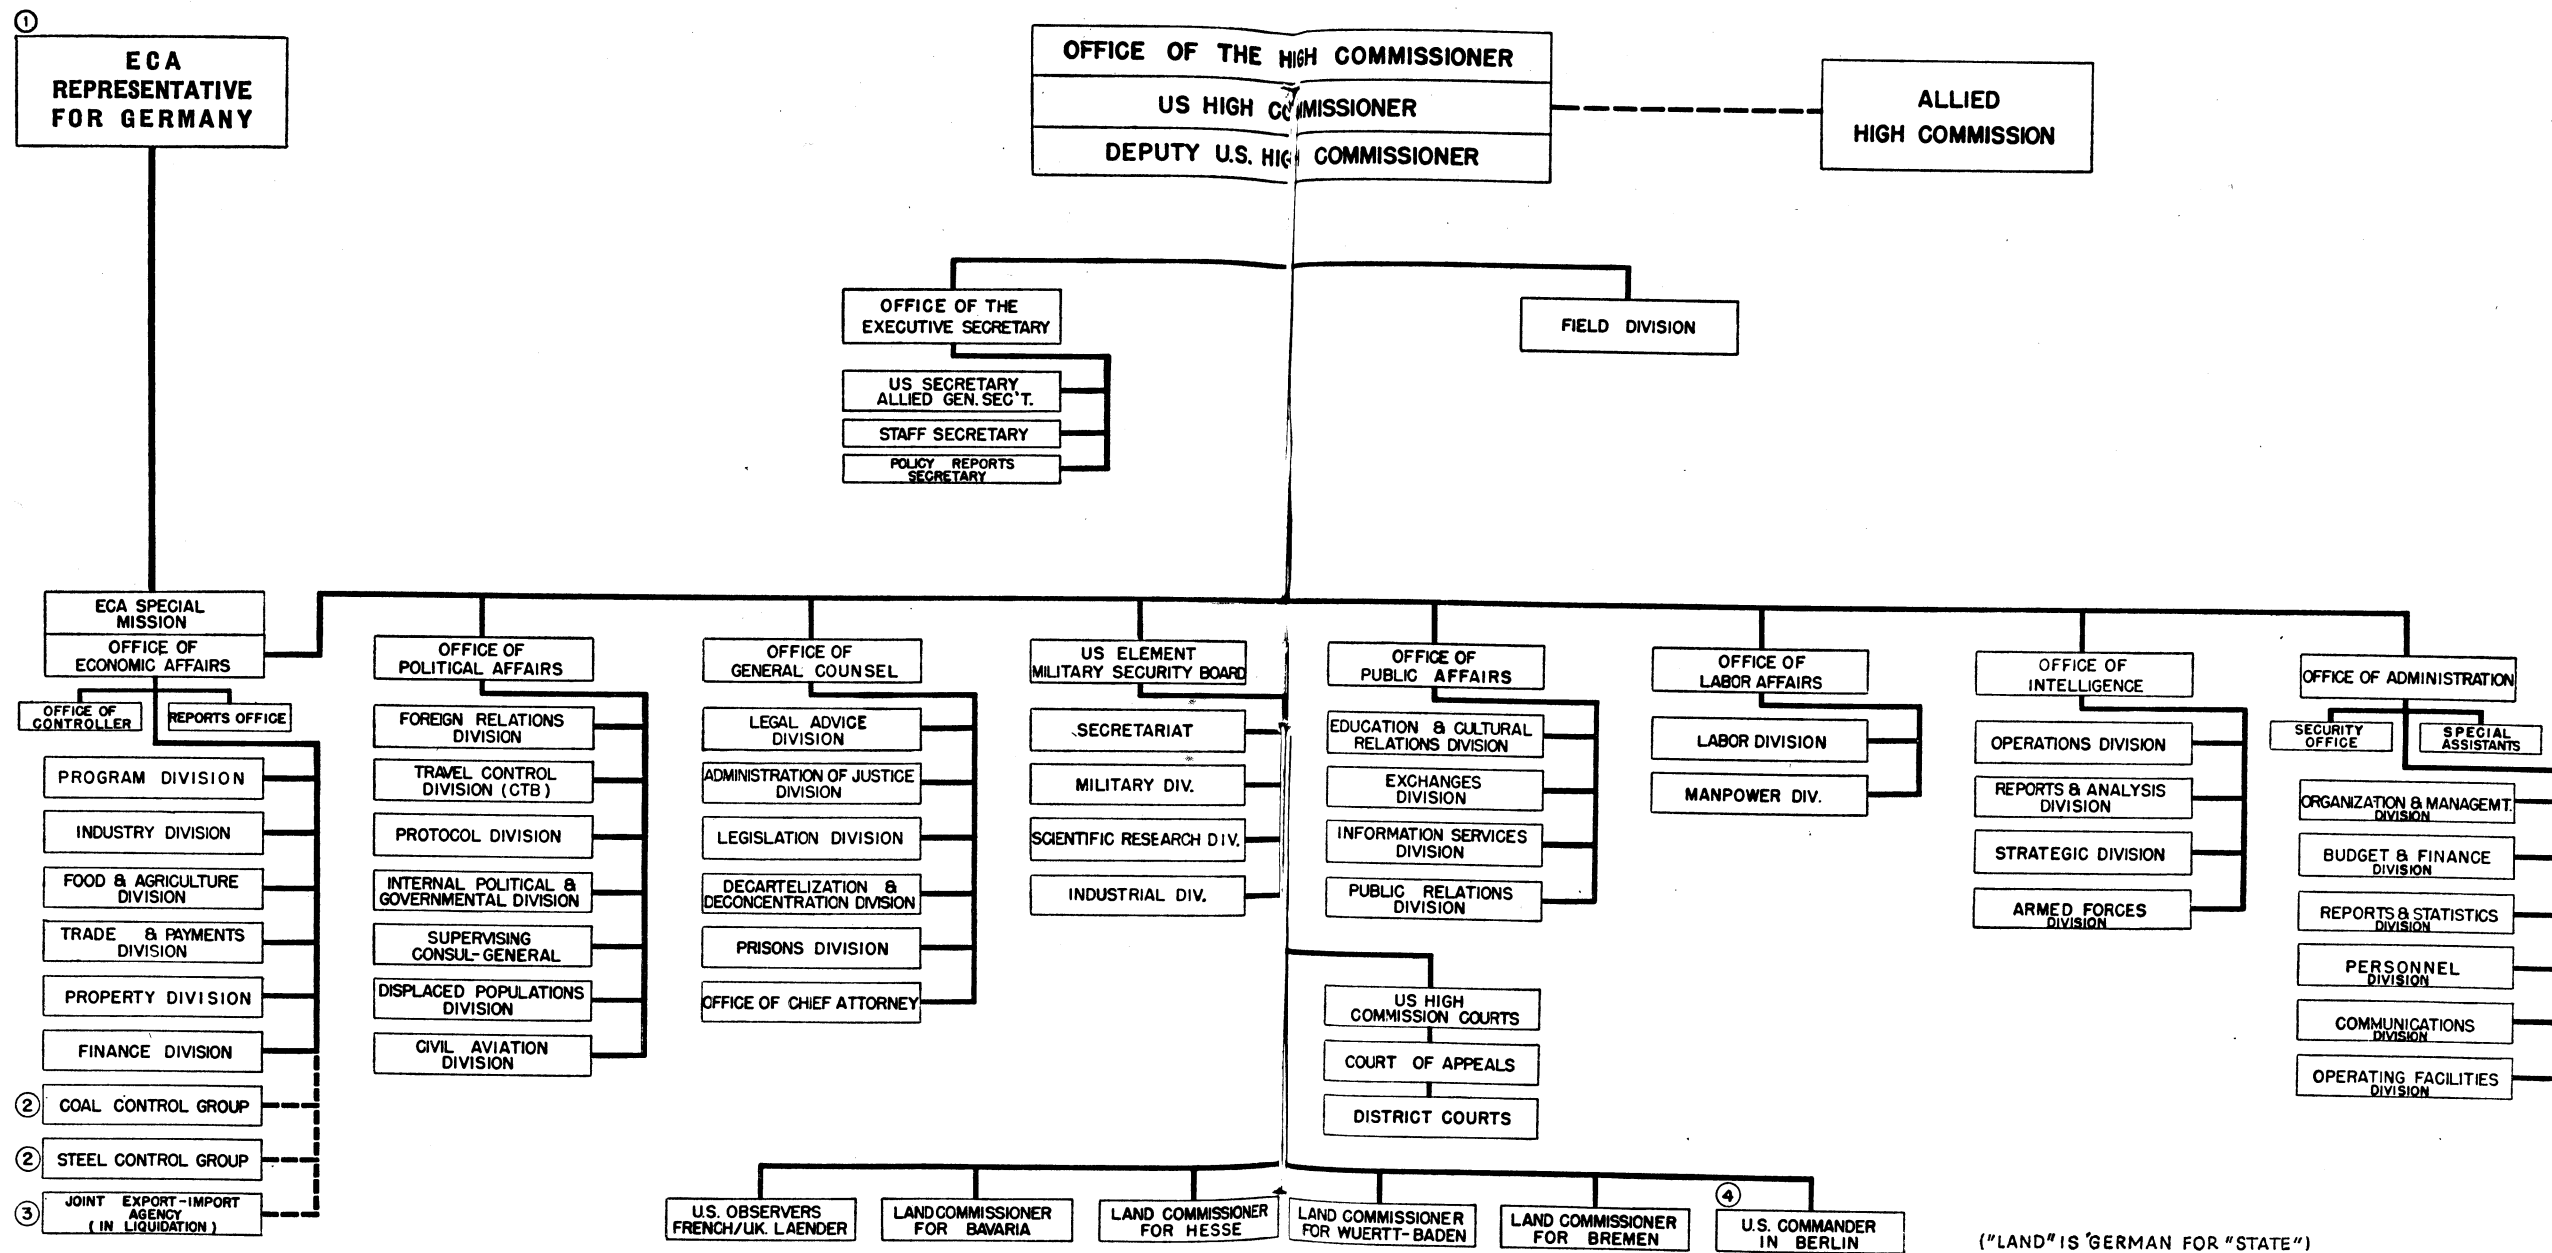 ①
ECA
REPRESENTATIVE
FOR GERMANY
OFFICE OF THE HIGH COMMISSIONER
US HIGH COMMISSIONER
DEPUTY U.S. HIGH COMMISSIONER
ALLIED
HIGH COMMISSION
OFFICE OF THE
EXECUTIVE SECRETARY
US SECRETARY
ALLIED GEN. SEC'T.
STAFF SECRETARY
POLICY REPORTS
SECRETARY
FIELD DIVISION
ECA SPECIAL
MISSION
OFFICE OF
ECONOMIC AFFAIRS
OFFICE OF
CONTROLLER
REPORTS OFFICE
PROGRAM DIVISION
INDUSTRY DIVISION
FOOD & AGRICULTURE
DIVISION
TRADE & PAYMENTS
DIVISION
PROPERTY DIVISION
FINANCE DIVISION
② COAL CONTROL GROUP
② STEEL CONTROL GROUP
③ JOINT EXPORT-IMPORT
AGENCY
(IN LIQUIDATION)
OFFICE OF
POLITICAL AFFAIRS
FOREIGN RELATIONS
DIVISION
TRAVEL CONTROL
DIVISION (CTB)
PROTOCOL DIVISION
INTERNAL POLITICAL &
GOVERNMENTAL DIVISION
SUPERVISING
CONSUL-GENERAL
DISPLACED POPULATIONS
DIVISION
CIVIL AVIATION
DIVISION
OFFICE OF
GENERAL COUNSEL
LEGAL ADVICE
DIVISION
ADMINISTRATION OF JUSTICE
DIVISION
LEGISLATION DIVISION
DECARTELIZATION &
DECONCENTRATION DIVISION
PRISONS DIVISION
OFFICE OF CHIEF ATTORNEY
US ELEMENT
MILITARY SECURITY BOARD
SECRETARIAT
MILITARY DIV.
SCIENTIFIC RESEARCH DIV.
INDUSTRIAL DIV.
OFFICE OF
PUBLIC AFFAIRS
EDUCATION & CULTURAL
RELATIONS DIVISION
EXCHANGES
DIVISION
INFORMATION SERVICES
DIVISION
PUBLIC RELATIONS
DIVISION
US HIGH
COMMISSION COURTS
COURT OF APPEALS
DISTRICT COURTS
OFFICE OF
LABOR AFFAIRS
LABOR DIVISION
MANPOWER DIV.
OFFICE OF
INTELLIGENCE
OPERATIONS DIVISION
REPORTS & ANALYSIS
DIVISION
STRATEGIC DIVISION
ARMED FORCES
DIVISION
OFFICE OF ADMINISTRATION
SECURITY
OFFICE
SPECIAL
ASSISTANTS
ORGANIZATION & MANAGEMT.
DIVISION
BUDGET & FINANCE
DIVISION
REPORTS & STATISTICS
DIVISION
PERSONNEL
DIVISION
COMMUNICATIONS
DIVISION
OPERATING FACILITIES
DIVISION
U.S. OBSERVERS
FRENCH/UK. LAENDER
LAND COMMISSIONER
FOR BAVARIA
LAND COMMISSIONER
FOR HESSE
LAND COMMISSIONER
FOR WUERTT-BADEN
LAND COMMISSIONER
FOR BREMEN
④
U.S. COMMANDER
IN BERLIN
("LAND" IS GERMAN FOR "STATE")